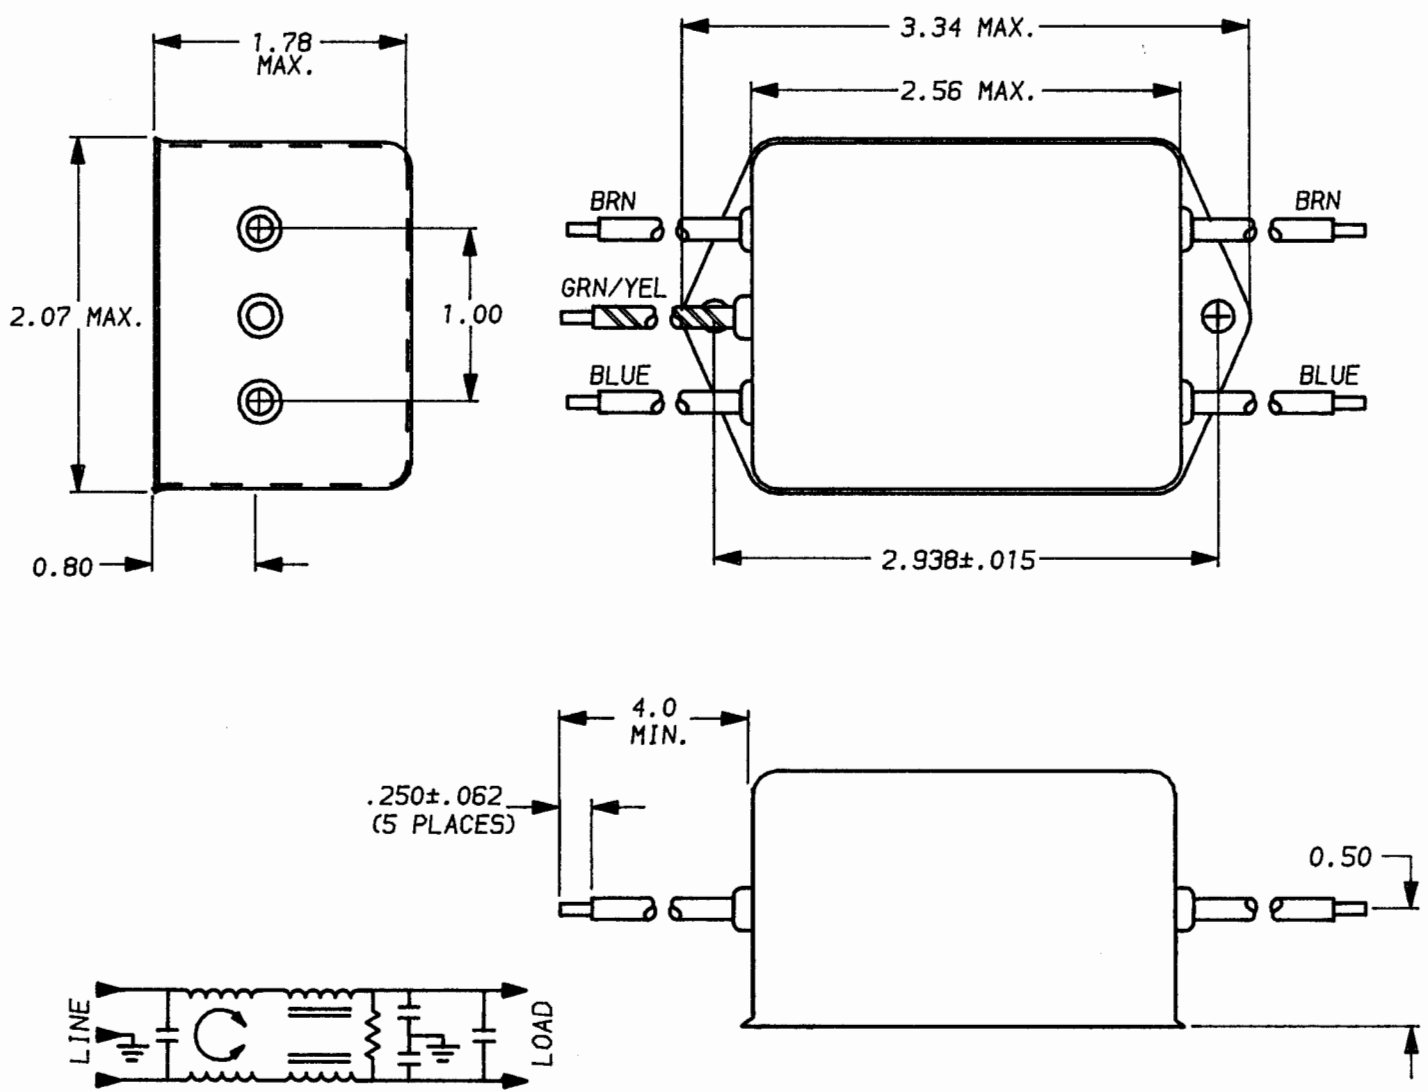 1.78
MAX.
3.34 MAX.
2.56 MAX.
BRN
BRN
GRN/YEL
2.07 MAX.
1.00
BLUE
BLUE
0.80
2.938±.015
4.0
MIN.
.250±.062
(5 PLACES)
0.50
LINE
LOAD